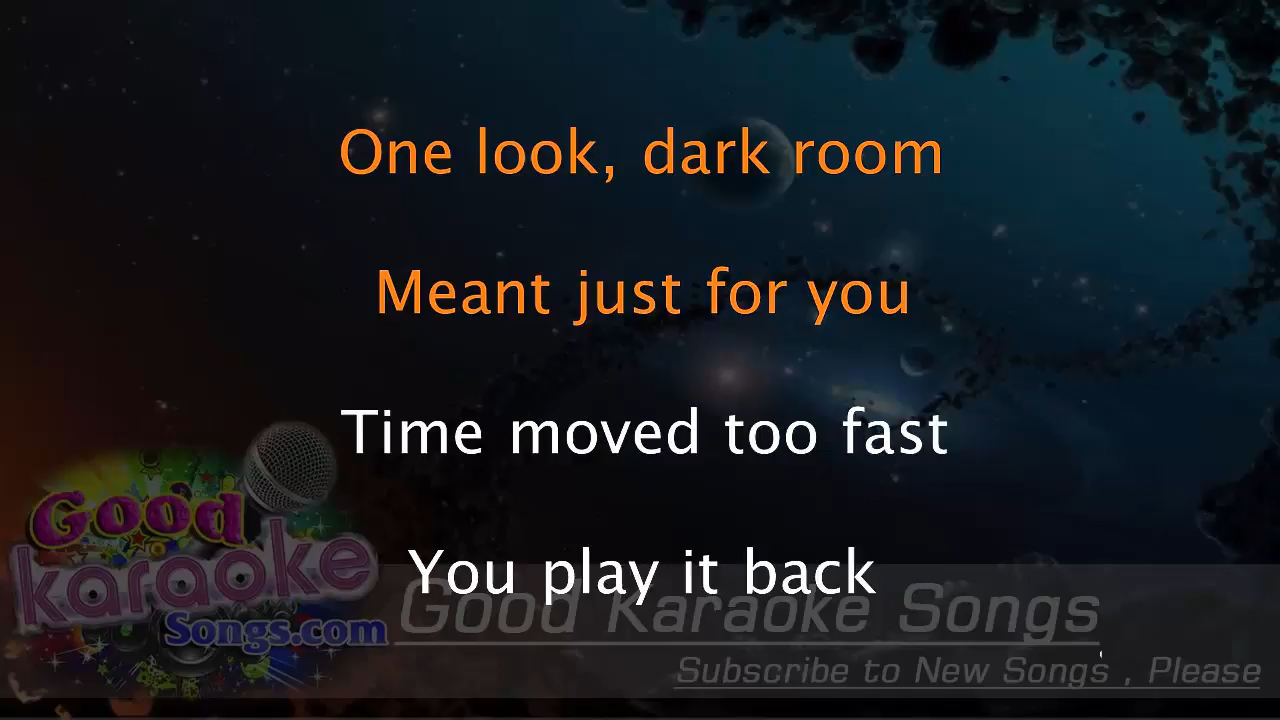 One look, dark room
Meant just for you
Time moved too fast
You play it back
Good
karaoke
Songs.com
Good Karaoke Songs
Subscribe to New Songs , Please